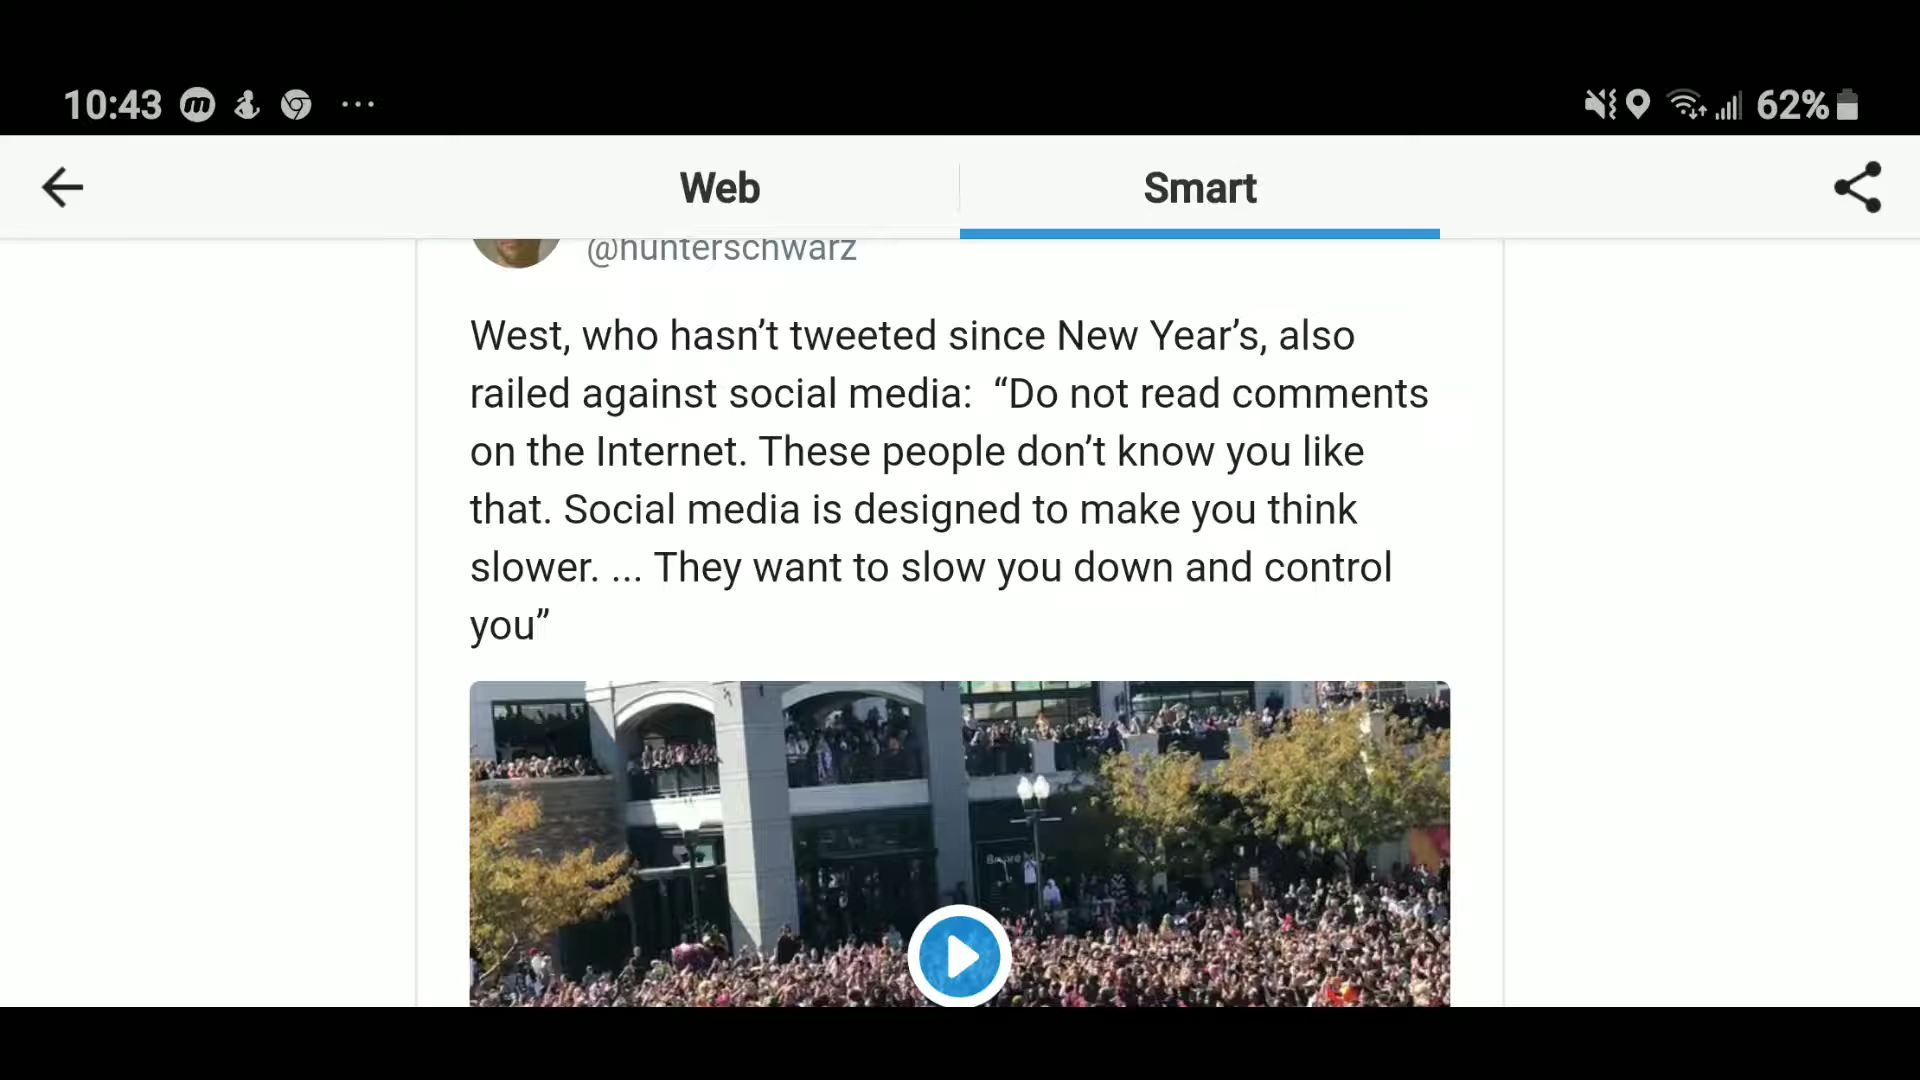 10:43
62%
Web
Smart
@hunterschwarz
West, who hasn’t tweeted since New Year’s, also
railed against social media:  “Do not read comments
on the Internet. These people don’t know you like
that. Social media is designed to make you think
slower. ... They want to slow you down and control
you”